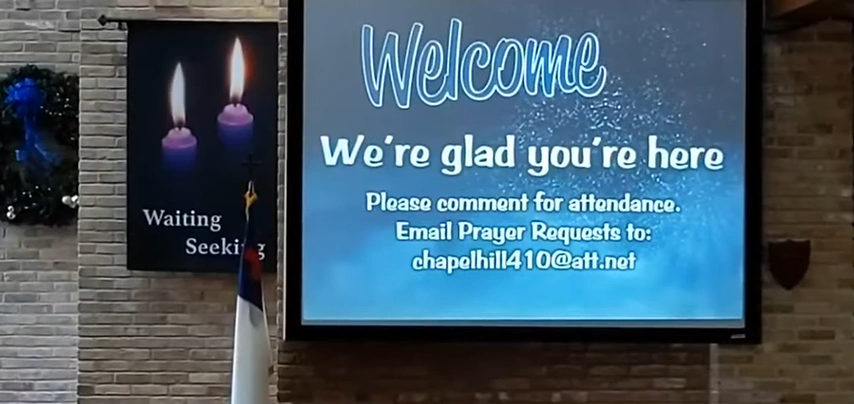 Waiting
Seeking
Welcome
We're glad you're here
Please comment for attendance.
Email Prayer Requests to:
chapelhill410@att.net